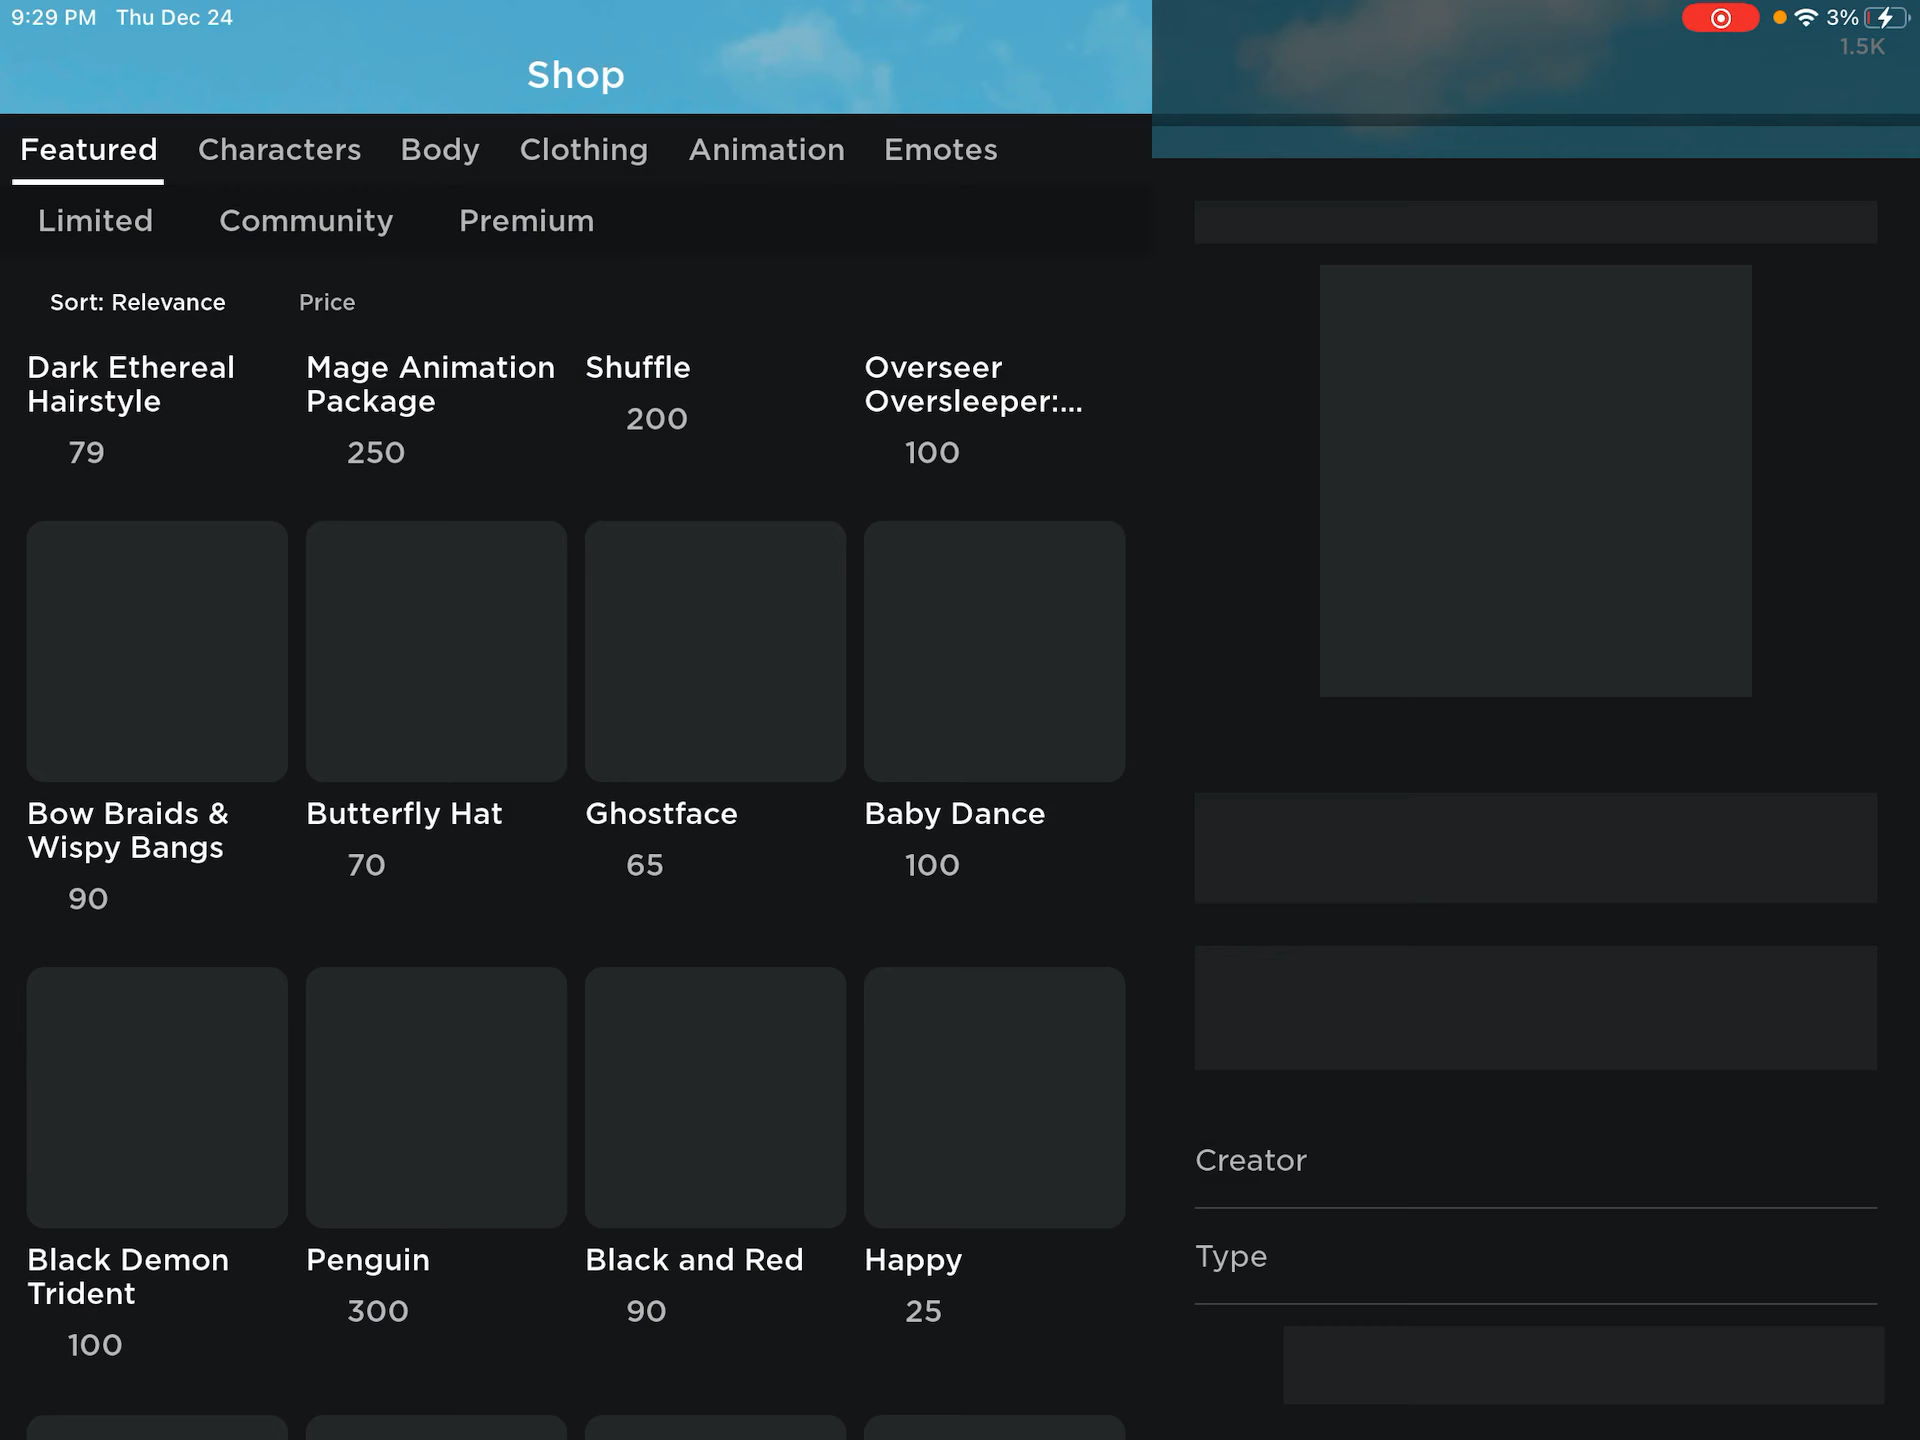 9:29 PM Thu Dec 24
3%
1.5K
Shop
Featured Characters Body Clothing Animation Emotes
Limited Community Premium
Sort: Relevance Price
Dark Ethereal
Hairstyle
79
Mage Animation
Package
250
Shuffle
200
Overseer
Oversleeper:...
100
Bow Braids &
Wispy Bangs
90
Butterfly Hat
70
Ghostface
65
Baby Dance
100
Black Demon
Trident
100
Penguin
300
Black and Red
90
Happy
25
Creator
Type